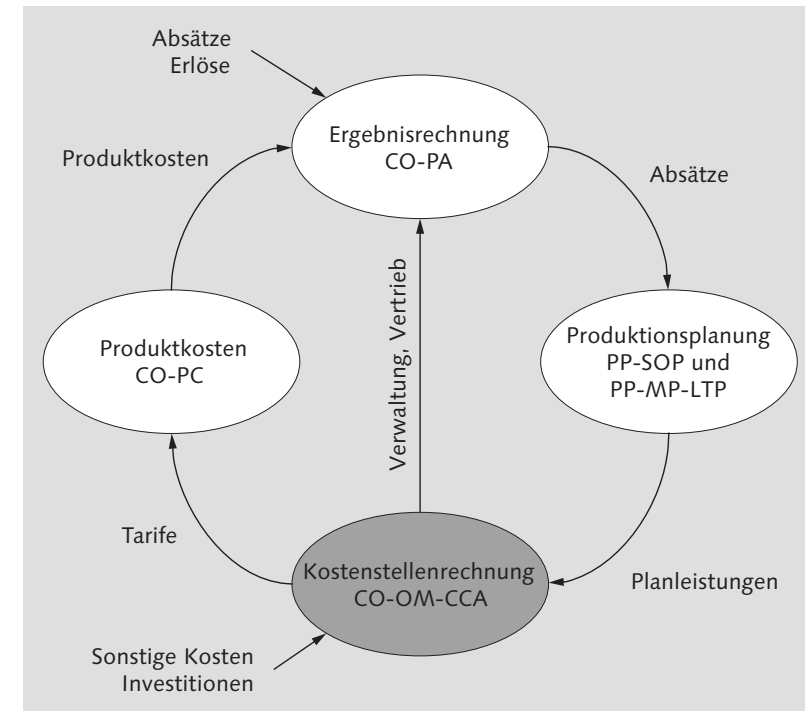 Absätze
Erlöse
Ergebnisrechnung
CO-PA
Produktkosten
Absätze
Verwaltung, Vertrieb
Produktkosten
CO-PC
Produktionsplanung
PP-SOP und
PP-MP-LTP
Tarife
Kostenstellenrechnung
CO-OM-CCA
Planleistungen
Sonstige Kosten
Investitionen